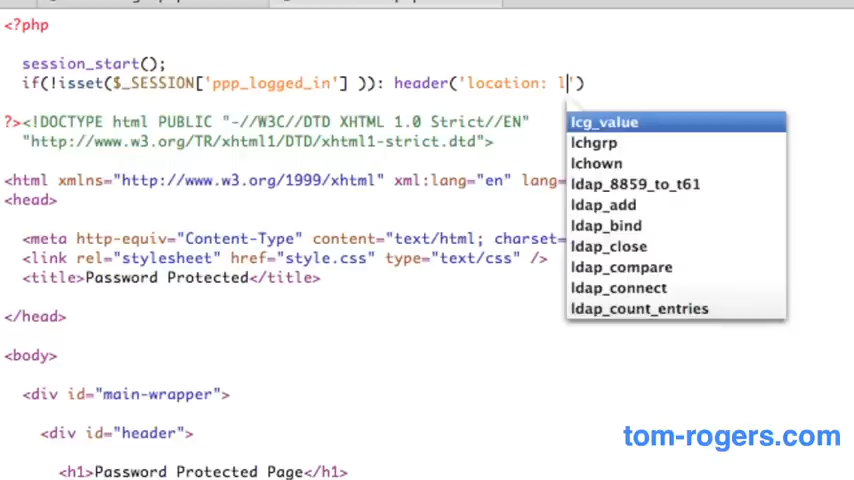 <?php
session_start();
if(!isset($_SESSION['ppp_logged_in'] )): header('location: l')
?><!DOCTYPE html PUBLIC "-//W3C//DTD XHTML 1.0 Strict//EN"
"http://www.w3.org/TR/xhtml1/DTD/xhtml1-strict.dtd">
<html xmlns="http://www.w3.org/1999/xhtml" xml:lang="en" lang=
<head>
<meta http-equiv="Content-Type" content="text/html; charset=
<link rel="stylesheet" href="style.css" type="text/css" />
<title>Password Protected</title>
</head>
<body>
<div id="main-wrapper">
<div id="header">
<h1>Password Protected Page</h1>
lcg_value
lchgrp
lchown
ldap_8859_to_t61
ldap_add
ldap_bind
ldap_close
ldap_compare
ldap_connect
ldap_count_entries
tom-rogers.com